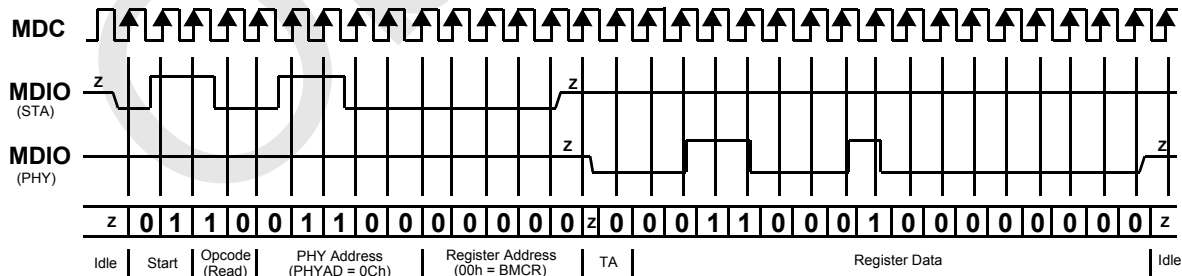 MDC
z z
MDIO
(STA)
MDIO z z
(PHY)
z 0 1 1 0 0 1 1 0 0 0 0 0 0 0 z 0 0 0 1 1 0 0 0 1 0 0 0 0 0 0 0 0 z
Idle Start Opcode (Read) PHY Address (PHYAD = 0Ch) Register Address (00h = BMCR) TA Register Data Idle